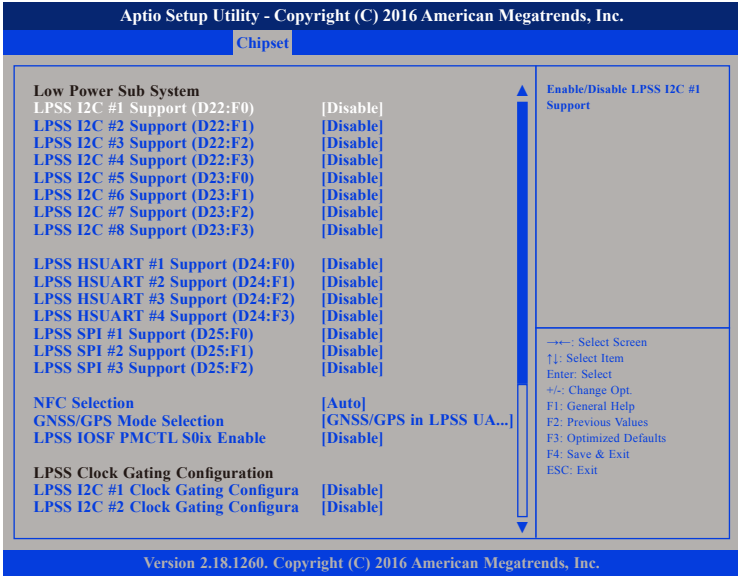 Aptio Setup Utility - Copyright (C) 2016 American Megatrends, Inc.
Chipset
Low Power Sub System
LPSS I2C #1 Support (D22:F0) [Disable]
LPSS I2C #2 Support (D22:F1) [Disable]
LPSS I2C #3 Support (D22:F2) [Disable]
LPSS I2C #4 Support (D22:F3) [Disable]
LPSS I2C #5 Support (D23:F0) [Disable]
LPSS I2C #6 Support (D23:F1) [Disable]
LPSS I2C #7 Support (D23:F2) [Disable]
LPSS I2C #8 Support (D23:F3) [Disable]
LPSS HSUART #1 Support (D24:F0) [Disable]
LPSS HSUART #2 Support (D24:F1) [Disable]
LPSS HSUART #3 Support (D24:F2) [Disable]
LPSS HSUART #4 Support (D24:F3) [Disable]
LPSS SPI #1 Support (D25:F0) [Disable]
LPSS SPI #2 Support (D25:F1) [Disable]
LPSS SPI #3 Support (D25:F2) [Disable]
NFC Selection [Auto]
GNSS/GPS Mode Selection [GNSS/GPS in LPSS UA...]
LPSS IOSF PMCTL S0ix Enable [Disable]
LPSS Clock Gating Configuration
LPSS I2C #1 Clock Gating Configura [Disable]
LPSS I2C #2 Clock Gating Configura [Disable]
Enable/Disable LPSS I2C #1
Support
→←: Select Screen
↑↓: Select Item
Enter: Select
+/-: Change Opt.
F1: General Help
F2: Previous Values
F3: Optimized Defaults
F4: Save & Exit
ESC: Exit
Version 2.18.1260. Copyright (C) 2016 American Megatrends, Inc.